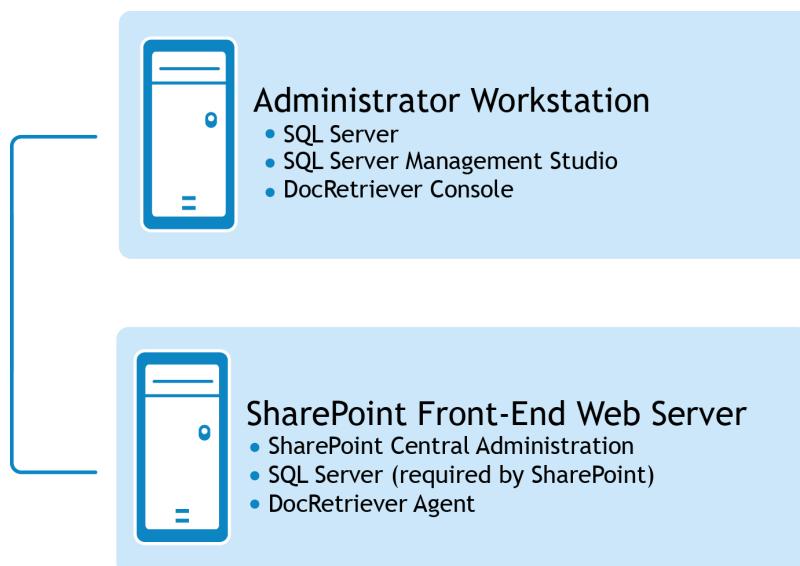 Administrator Workstation
• SQL Server
• SQL Server Management Studio
• DocRetriever Console
SharePoint Front-End Web Server
• SharePoint Central Administration
• SQL Server (required by SharePoint)
• DocRetriever Agent